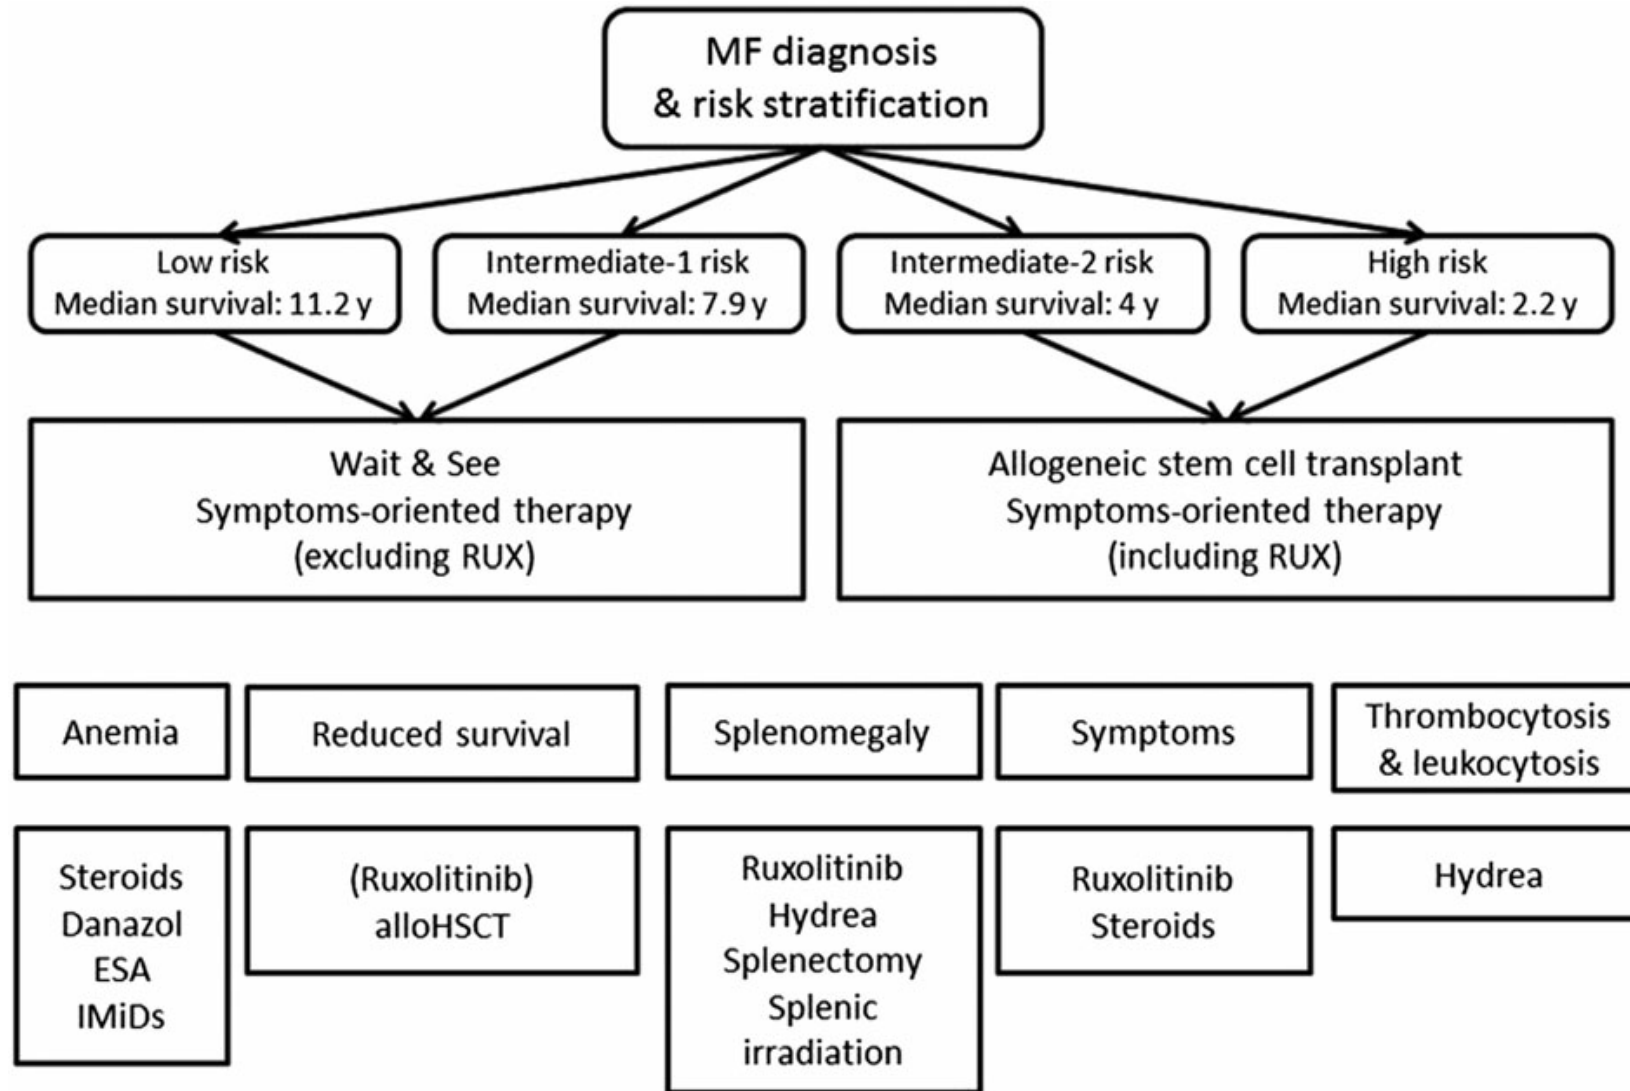 MF diagnosis
& risk stratification
Low risk
Median survival: 11.2 y
Intermediate-1 risk
Median survival: 7.9 y
Intermediate-2 risk
Median survival: 4 y
High risk
Median survival: 2.2 y
Wait & See
Symptoms-oriented therapy
(excluding RUX)
Allogeneic stem cell transplant
Symptoms-oriented therapy
(including RUX)
Anemia
Reduced survival
Splenomegaly
Symptoms
Thrombocytosis
& leukocytosis
Steroids
Danazol
ESA
IMiDs
(Ruxolitinib)
alloHSCT
Ruxolitinib
Hydrea
Splenectomy
Splenic
irradiation
Ruxolitinib
Steroids
Hydrea